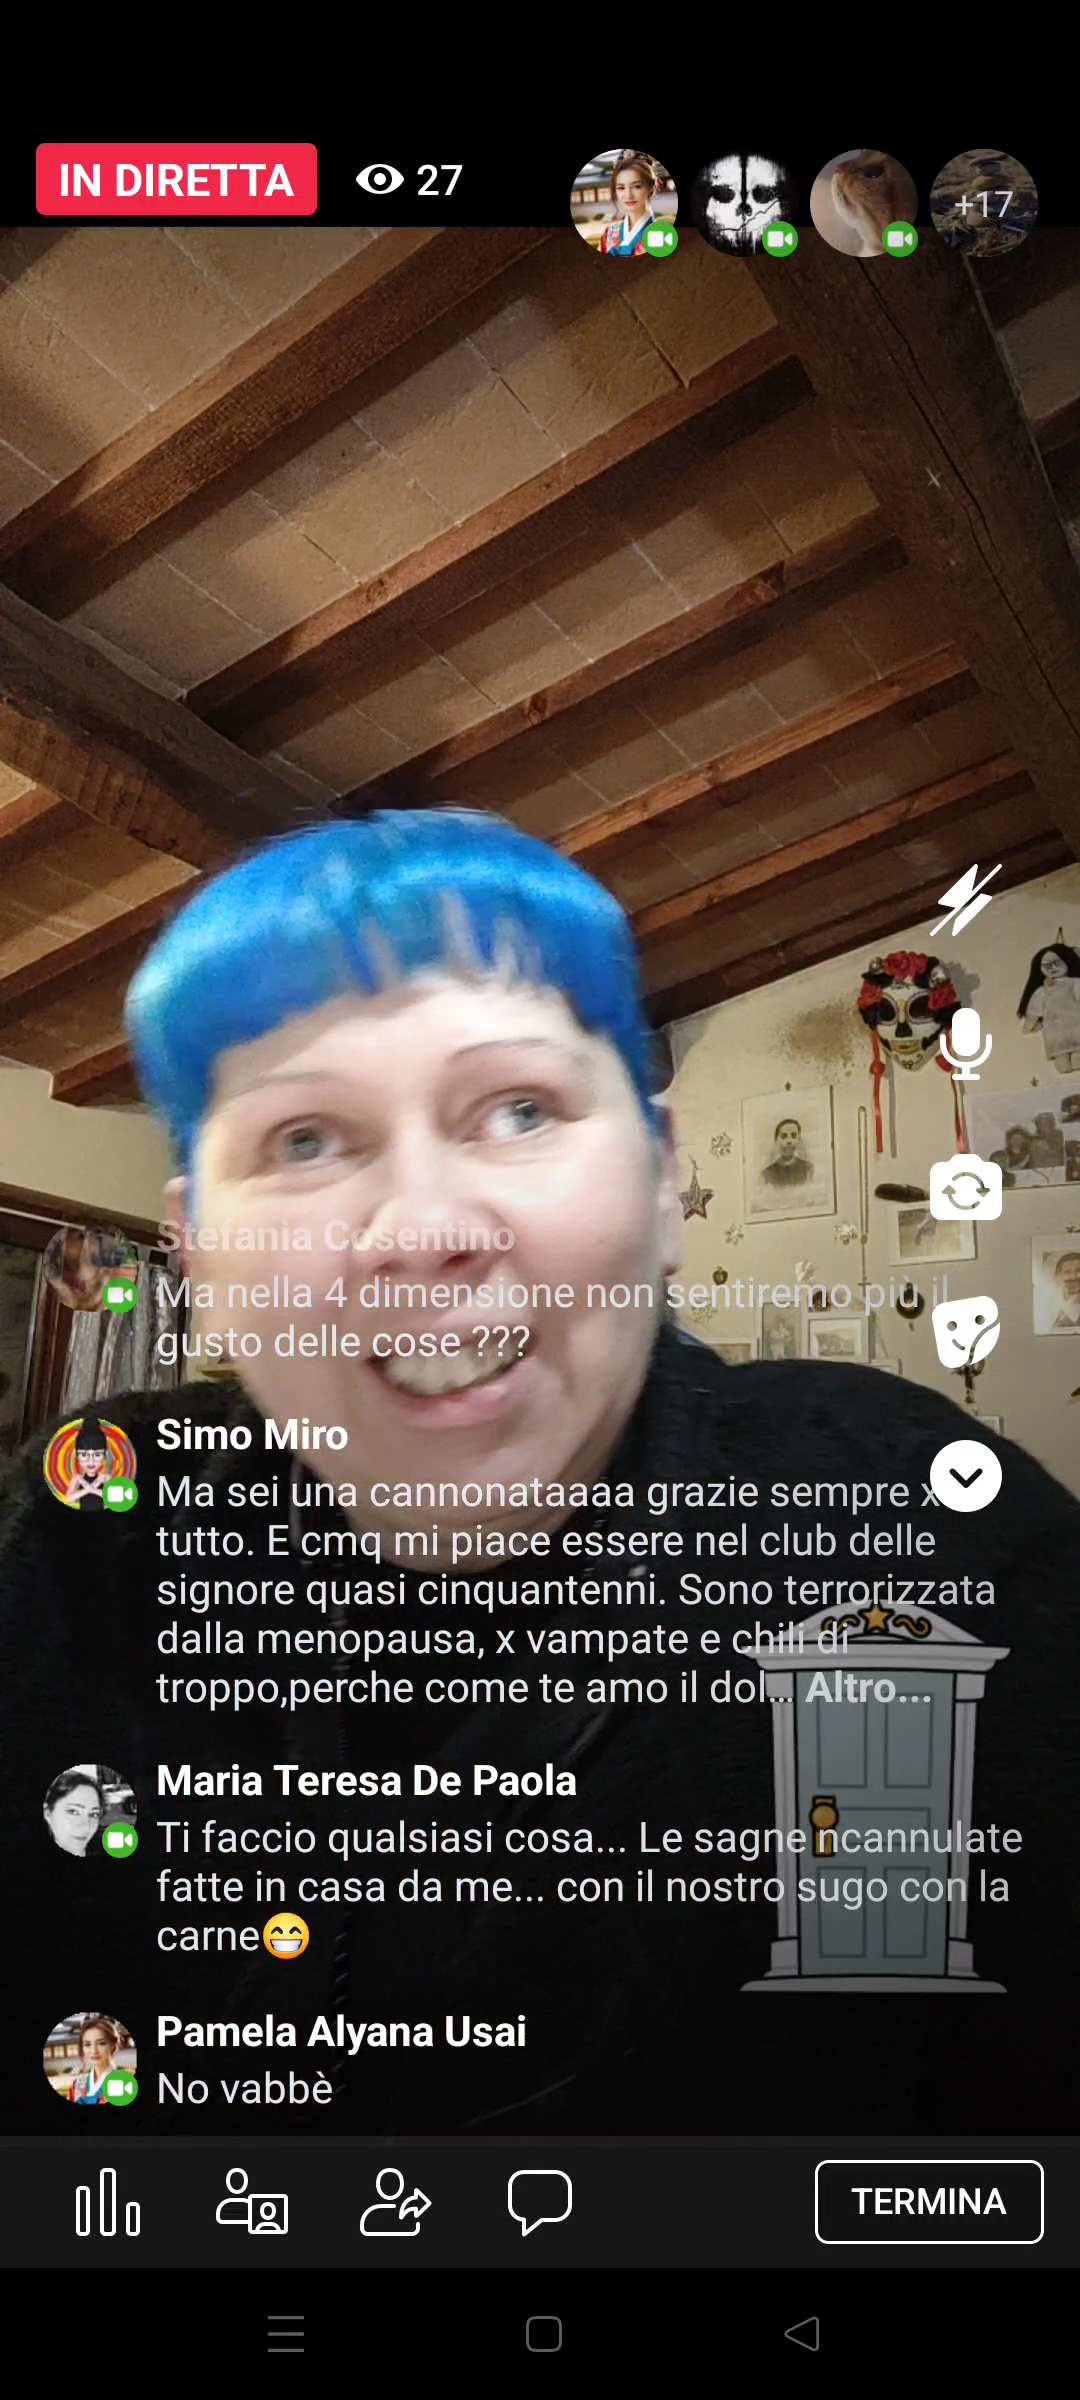 IN DIRETTA
27
+17
Stefania Cosentino
Ma nella 4 dimensione non sentiremo più il
gusto delle cose ???
Simo Miro
Ma sei una cannonataaaa grazie sempre x
tutto. E cmq mi piace essere nel club delle
signore quasi cinquantenni. Sono terrorizzata
dalla menopausa, x vampate e chili di
troppo,perche come te amo il dol... Altro...
Maria Teresa De Paola
Ti faccio qualsiasi cosa... Le sagne ncannulate
fatte in casa da me... con il nostro sugo con la
carne😁
Pamela Alyana Usai
No vabbè
TERMINA